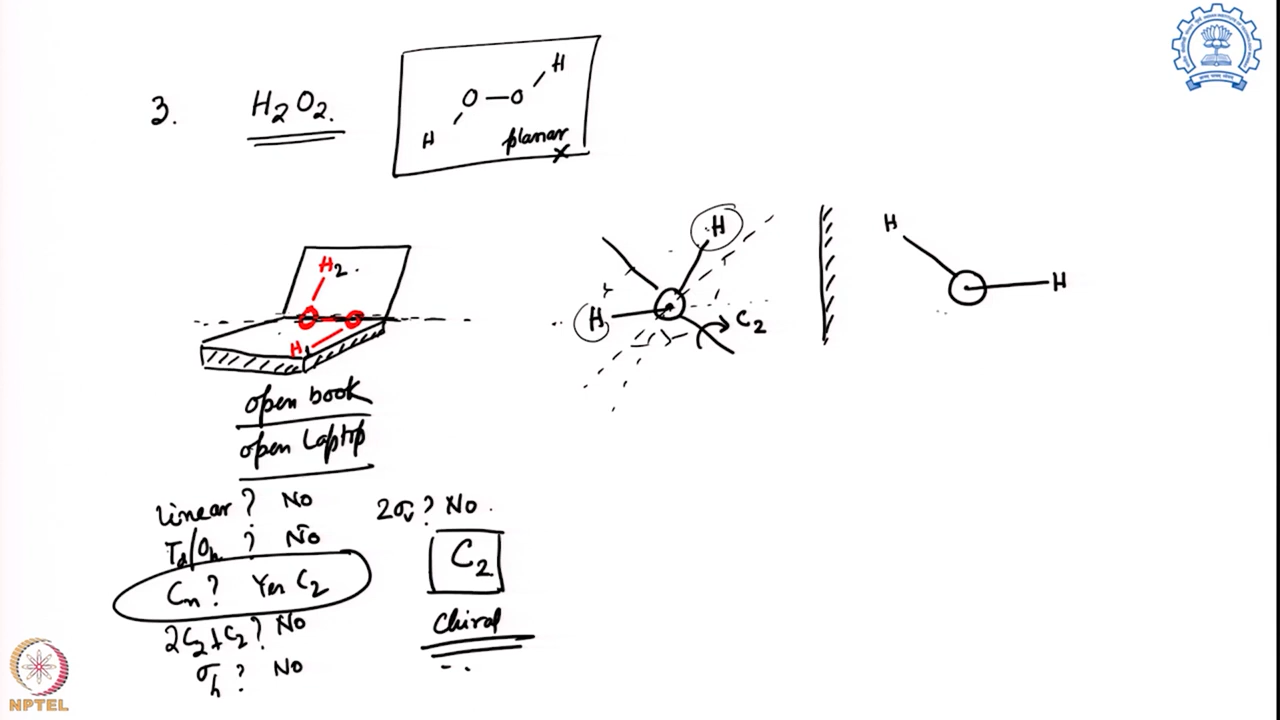 3.
H2O2.
H
O — O
H
planar
x
H2
O O
H1
open book
open Laptop
linear? No
Td/Oh ? No
Cn? Yes C2
2C2⊥C2? No
σh? No
2σv? No
C2
Chiral
H
H
C2
H
H
NPTEL